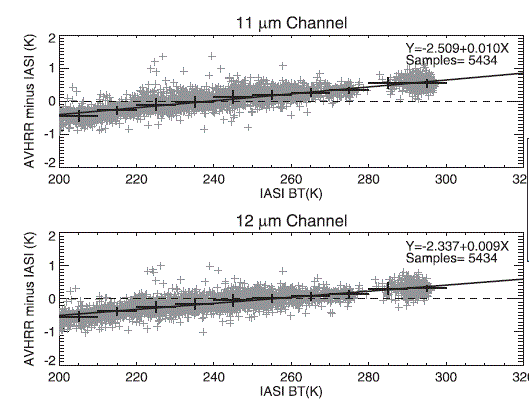 11 µm Channel
AVHRR minus IASI (K)
2
1
0
-1
-2
Y=-2.509+0.010X
Samples= 5434
200 220 240 260 280 300 320
IASI BT(K)
12 µm Channel
AVHRR minus IASI (K)
2
1
0
-1
-2
Y=-2.337+0.009X
Samples= 5434
200 220 240 260 280 300 320
IASI BT(K)